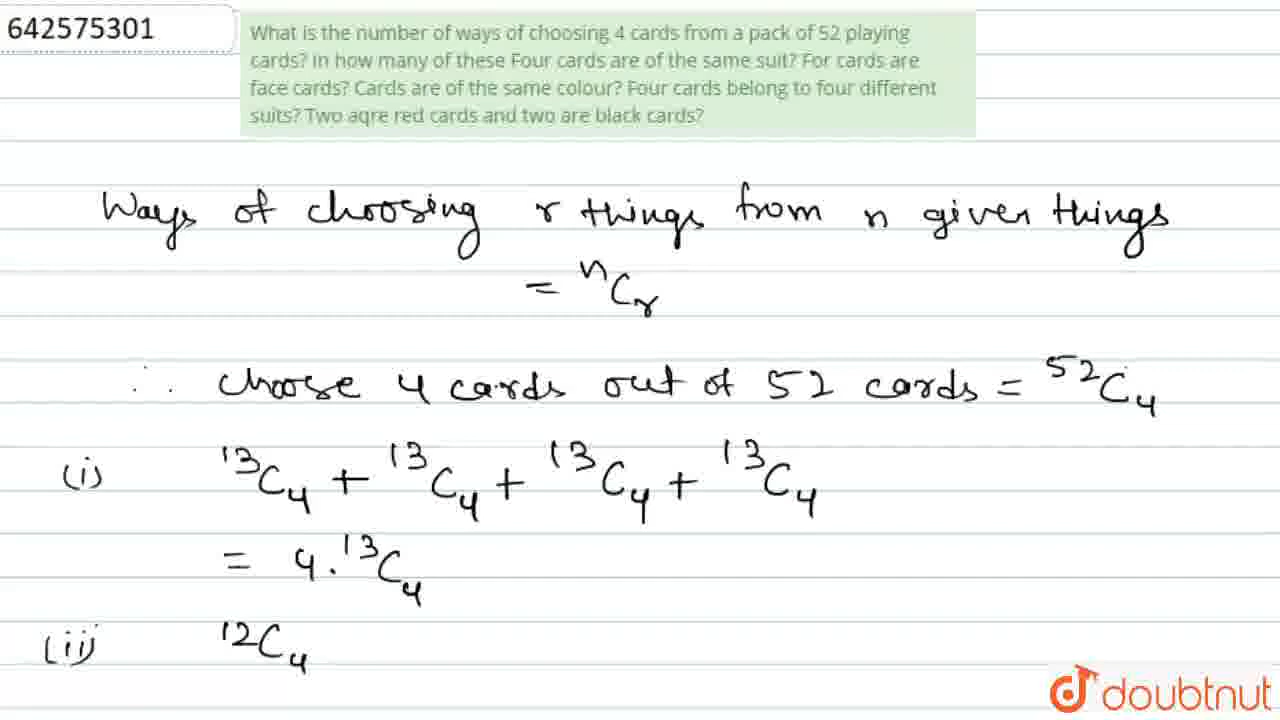 642575301
What is the number of ways of choosing 4 cards from a pack of 52 playing
cards? In how many of these Four cards are of the same suit? For cards are
face cards? Cards are of the same colour? Four cards belong to four different
suits? Two aqre red cards and two are black cards?
Ways of choosing r things from n given things
= ⁿCᵣ
∴ choose 4 cards out of 52 cards = ⁵²C₄
(i) ¹³C₄ + ¹³C₄ + ¹³C₄ + ¹³C₄
= 4 . ¹³C₄
(ii) ¹²C₄
doubtnut